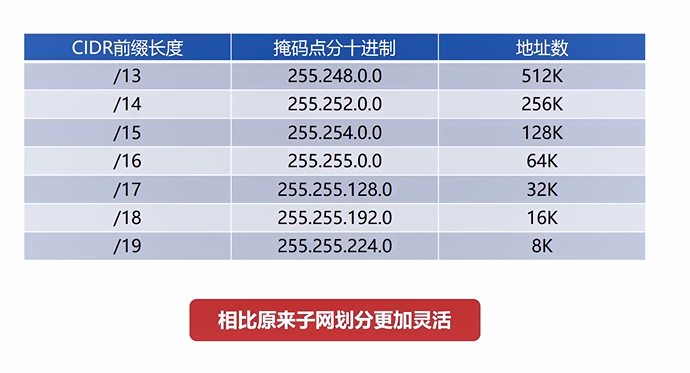 CIDR前缀长度 掩码点分十进制 地址数
/13 255.248.0.0 512K
/14 255.252.0.0 256K
/15 255.254.0.0 128K
/16 255.255.0.0 64K
/17 255.255.128.0 32K
/18 255.255.192.0 16K
/19 255.255.224.0 8K
相比原来子网划分更加灵活